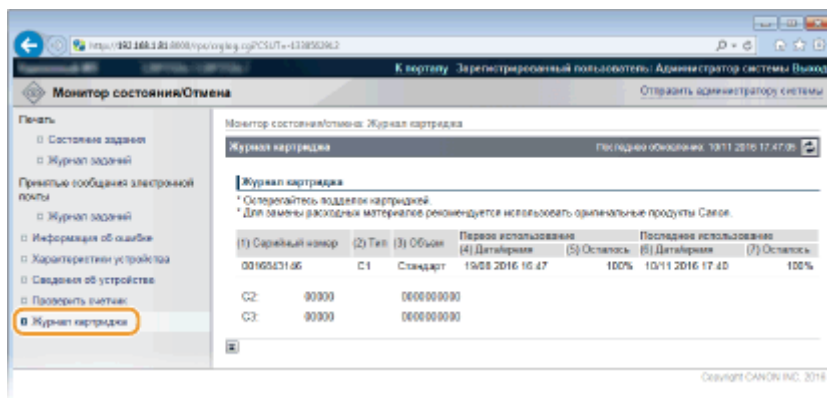 К порталу Зарегистрированный пользователь: Администратор системы Выход
Монитор состояния/Отмена
Отправить администратору системы
Печать
Состояние задания
Журнал заданий
Принятые сообщения электронной почты
Журнал заданий
Информация об ошибке
Характеристики устройства
Сведения об устройстве
Проверить счетчик
Журнал картриджа
Монитор состояния/отмена: Журнал картриджа
Журнал картриджа
Последнее обновление: 10/11 2016 17:47:05
Журнал картриджа
* Остерегайтесь подделок картриджей.
* Для замены расходных материалов рекомендуется использовать оригинальные продукты Canon.
(1) Серийный номер (2) Тип (3) Объем Первое использование Последнее использование
(4) Дата/время (5) Осталось (6) Дата/время (7) Осталось
0016843146 C1 Стандарт 19/08 2016 16:47 100% 10/11 2016 17:40 100%
C2: 00000 0000000000
C3: 00000 0000000000
Copyright CANON INC. 2016